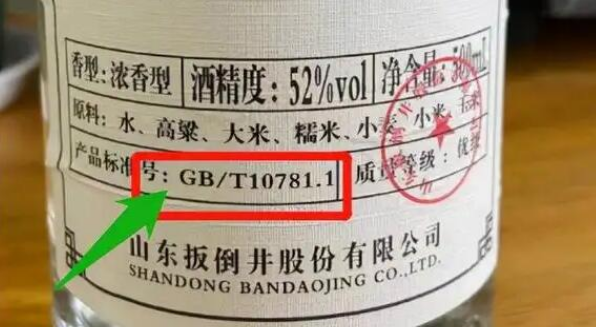 香型:浓香型 酒精度:52%vol 净含量:500mL
原料:水、高粱、大米、糯米、小麦、小米、玉米
产品标准号:GB/T10781.1 质量等级:优级
山东扳倒井股份有限公司
SHANDONG BANDAOJING CO.,LTD.